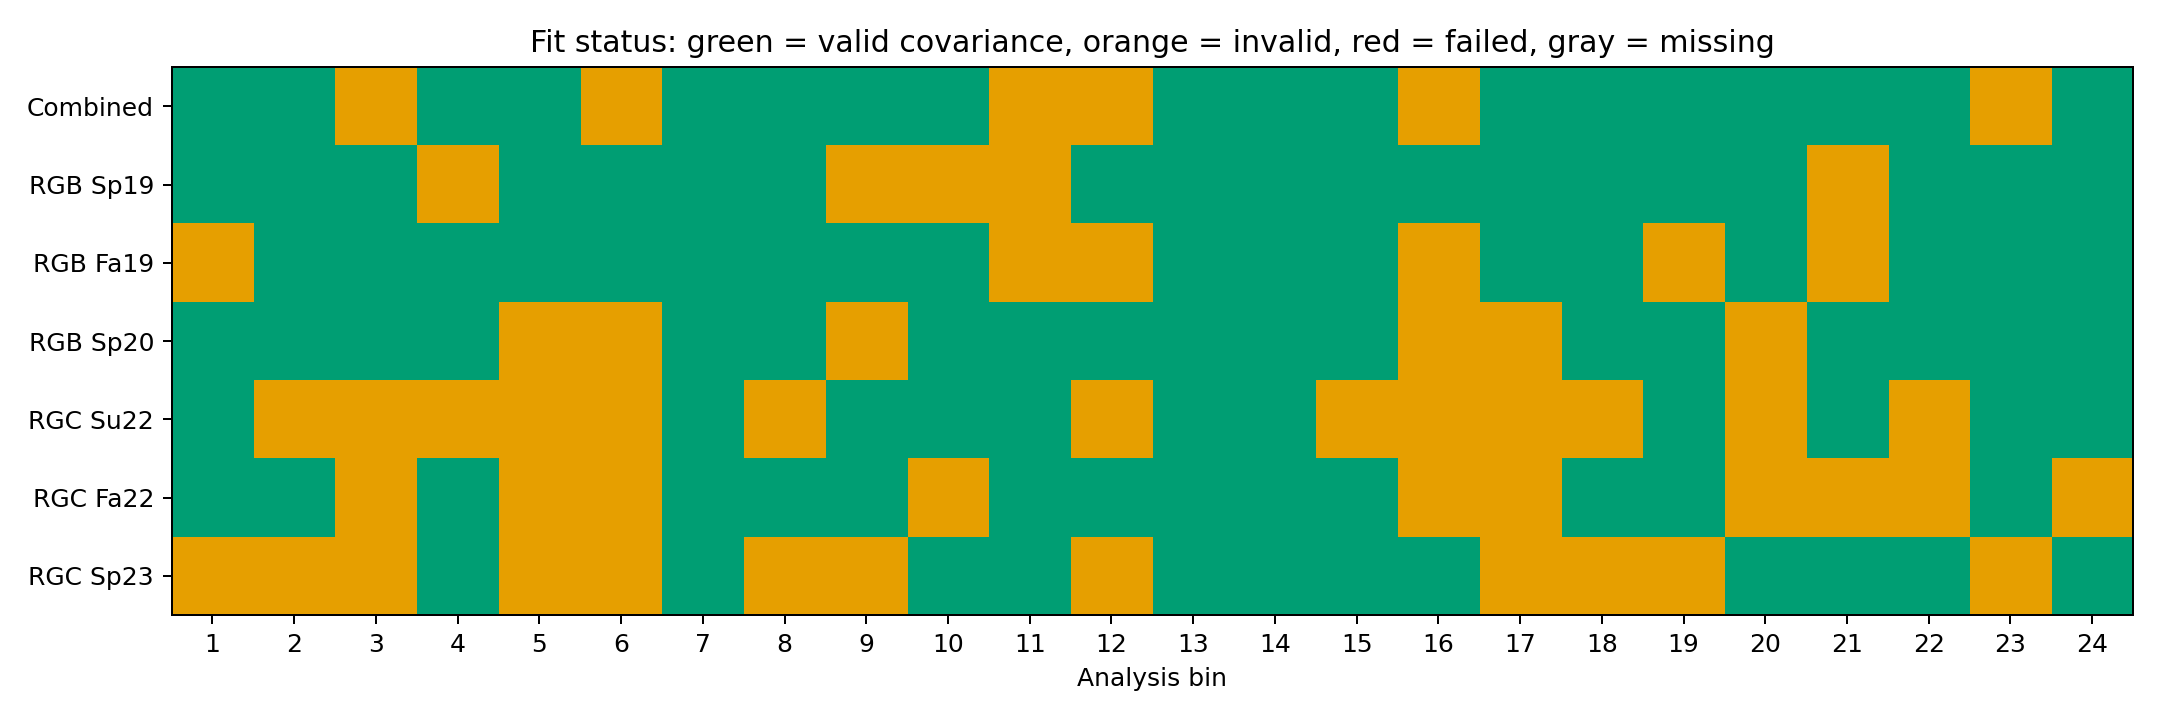 Fit status: green = valid covariance, orange = invalid, red = failed, gray = missing
Combined
RGB Sp19
RGB Fa19
RGB Sp20
RGC Su22
RGC Fa22
RGC Sp23
1 2 3 4 5 6 7 8 9 10 11 12 13 14 15 16 17 18 19 20 21 22 23 24
Analysis bin